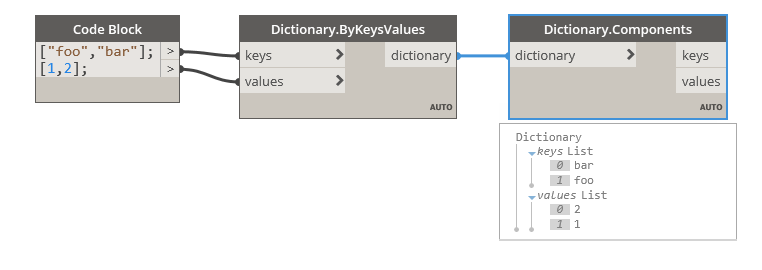 Code Block
["foo","bar"]; >
[1,2]; >
Dictionary.ByKeysValues
keys > dictionary
values >
AUTO
Dictionary.Components
dictionary > keys
values
AUTO
Dictionary
keys List
0 bar
1 foo
values List
0 2
1 1